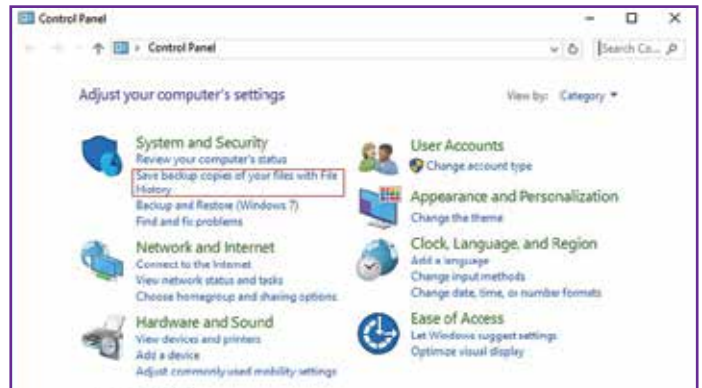 Control Panel
Control Panel
Search Co...
Adjust your computer's settings
View by: Category
System and Security
Review your computer's status
Save backup copies of your files with File
History
Backup and Restore (Windows 7)
Find and fix problems
Network and Internet
Connect to the Internet
View network status and tasks
Choose homegroup and sharing options
Hardware and Sound
View devices and printers
Add a device
Adjust commonly used mobility settings
User Accounts
Change account type
Appearance and Personalization
Change the theme
Clock, Language, and Region
Add a language
Change input methods
Change date, time, or number formats
Ease of Access
Let Windows suggest settings
Optimize visual display